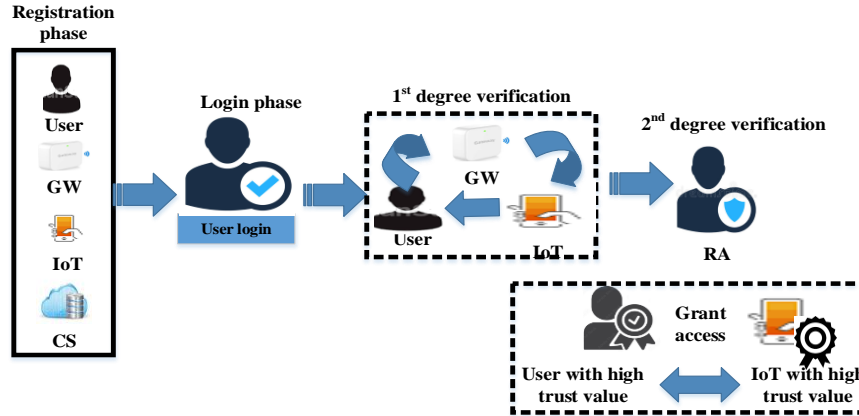 Registration
phase
User
GW
IoT
CS
Login phase
User login
1st degree verification
GW
User
IoT
2nd degree verification
RA
Grant
access
User with high
trust value
IoT with high
trust value